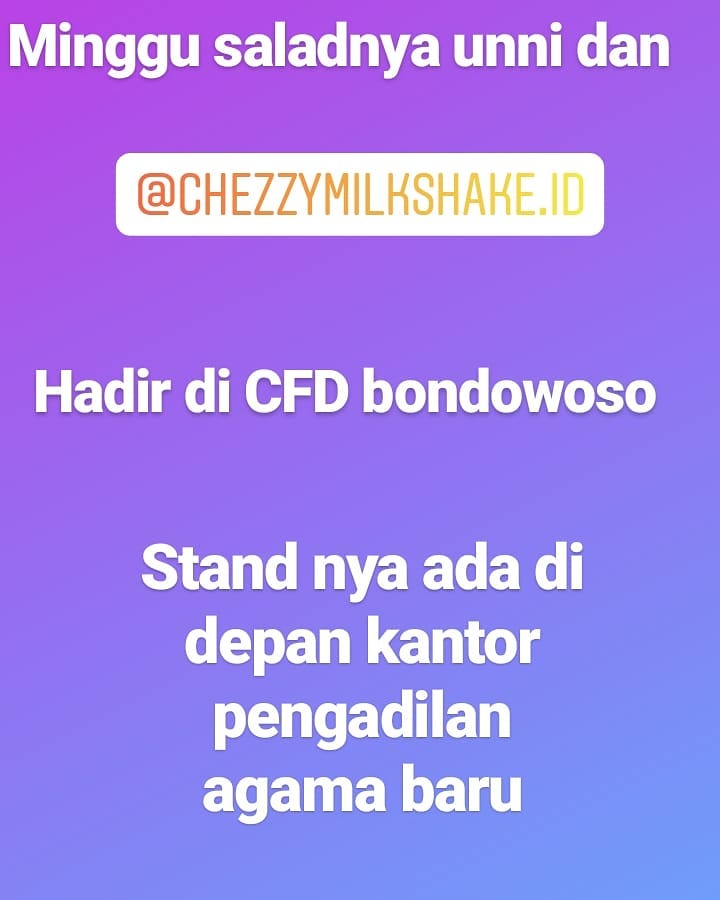 Minggu saladnya unni dan
@CHEZZYMILKSHAKE.ID
Hadir di CFD bondowoso
Stand nya ada di
depan kantor
pengadilan
agama baru